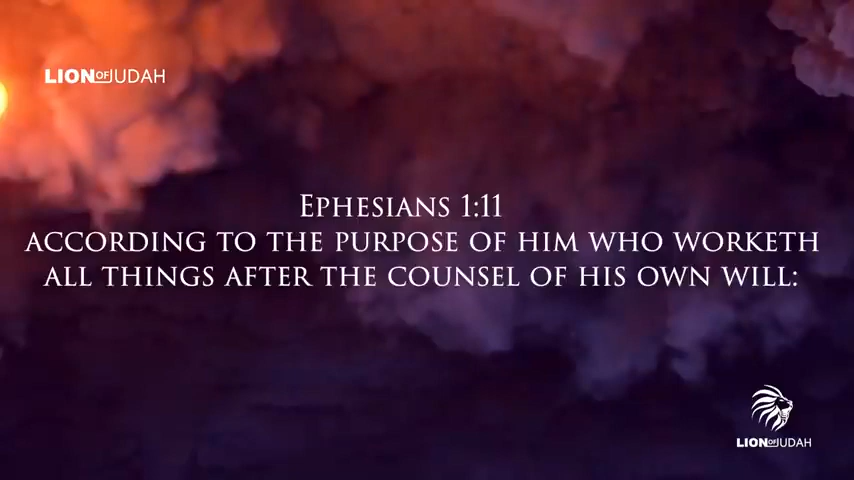 LION OF JUDAH
EPHESIANS 1:11
ACCORDING TO THE PURPOSE OF HIM WHO WORKETH
ALL THINGS AFTER THE COUNSEL OF HIS OWN WILL:
LION OF JUDAH